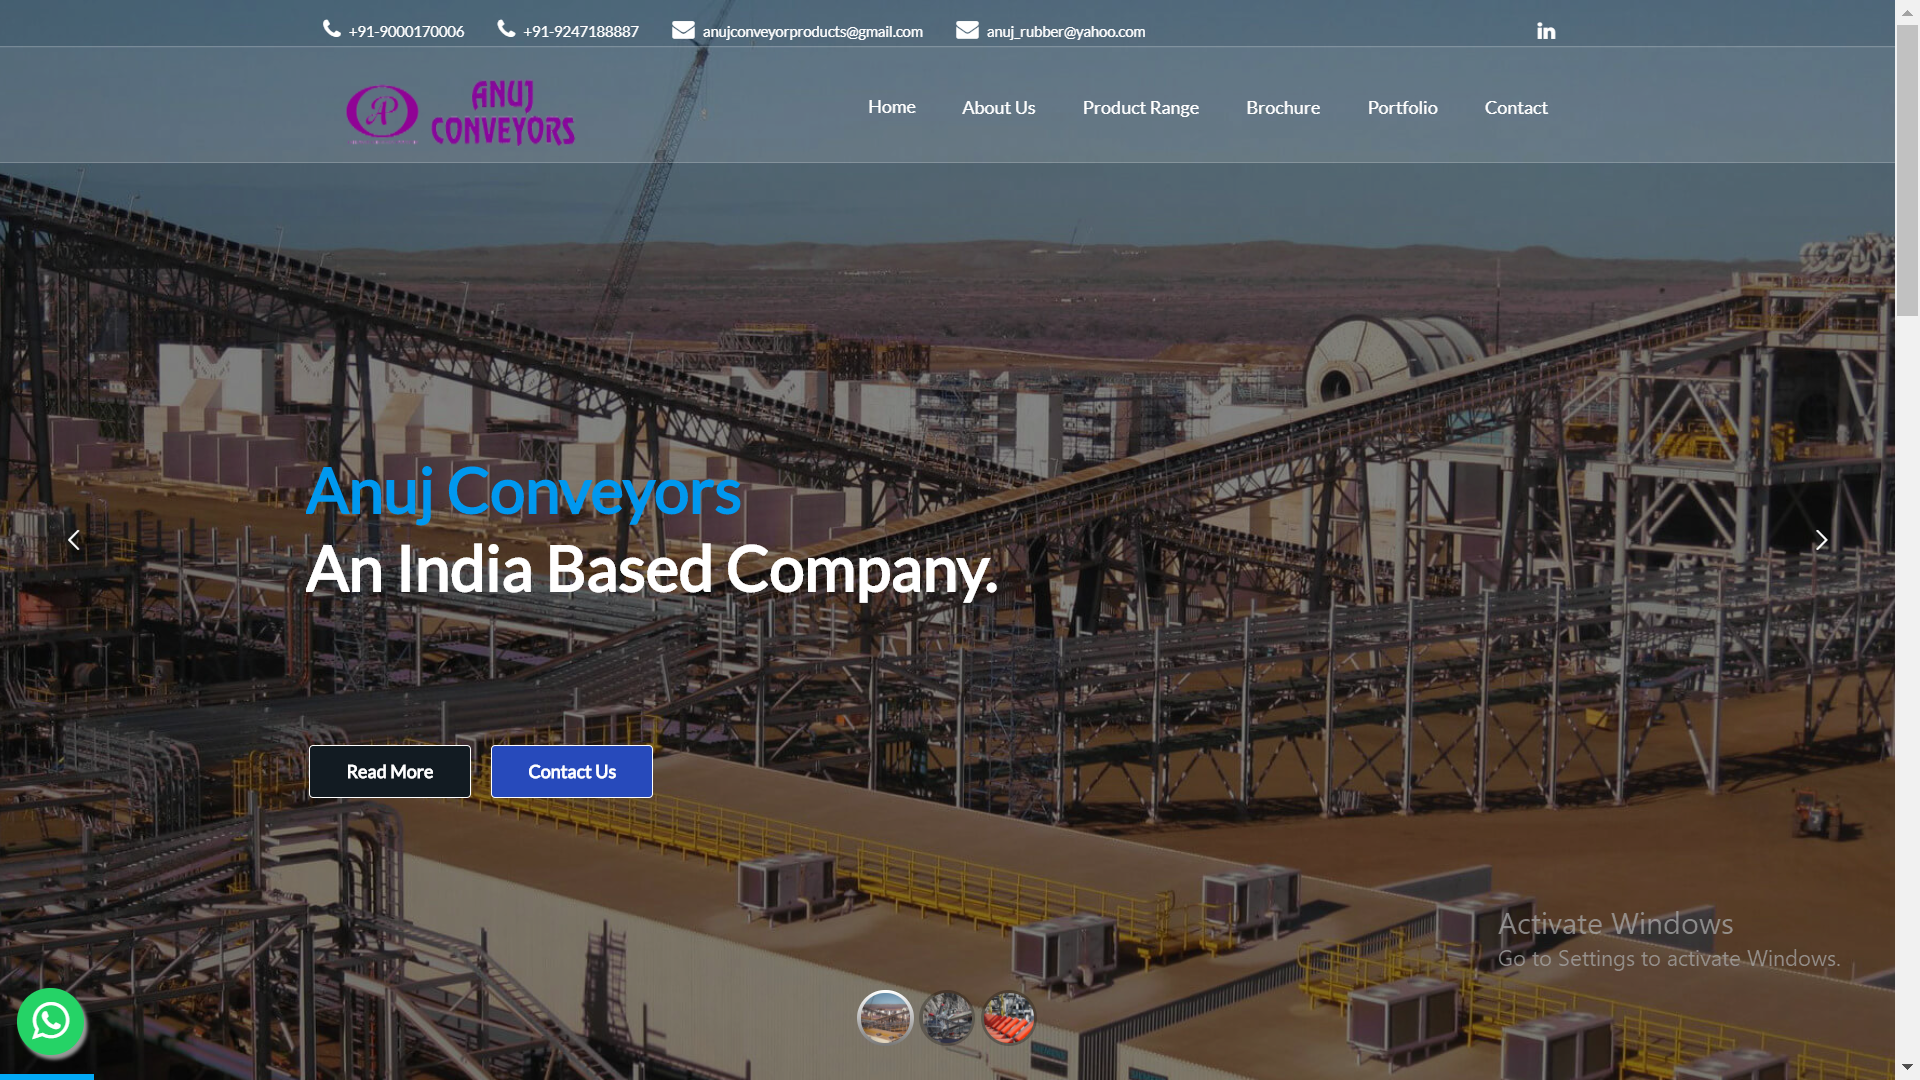 +91-9000170006 +91-9247188887 anujconveyorproducts@gmail.com anuj_rubber@yahoo.com
ANUJ
CONVEYORS
Home About Us Product Range Brochure Portfolio Contact
Anuj Conveyors
An India Based Company.
Read More Contact Us
Activate Windows
Go to Settings to activate Windows.